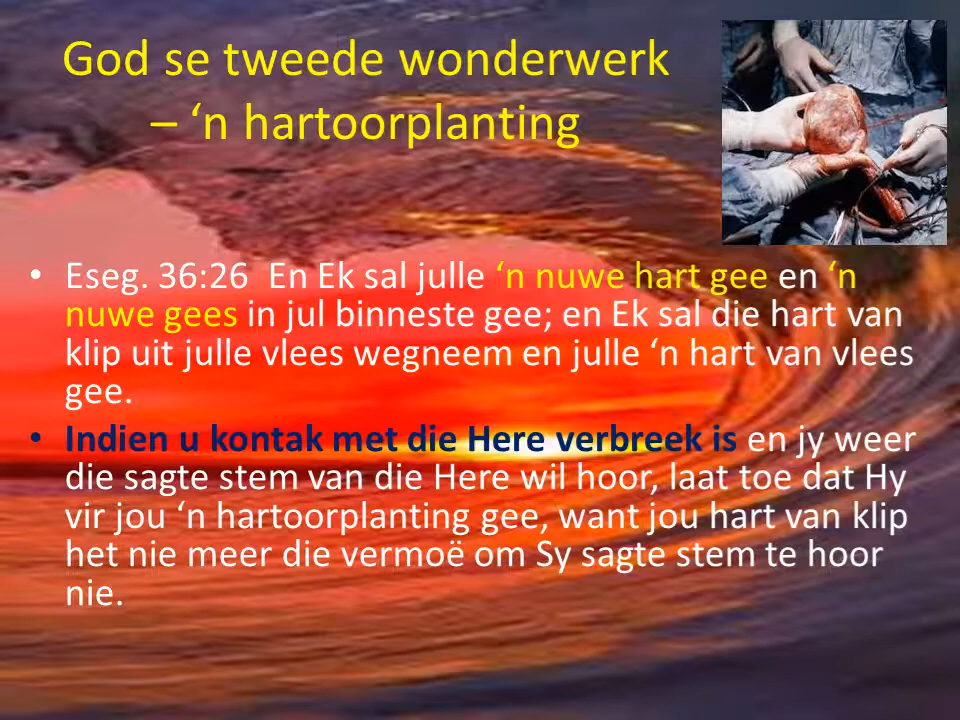 God se tweede wonderwerk
– ‘n hartoorplanting
• Eseg. 36:26  En Ek sal julle ‘n nuwe hart gee en ‘n
nuwe gees in jul binneste gee; en Ek sal die hart van
klip uit julle vlees wegneem en julle ‘n hart van vlees
gee.
• Indien u kontak met die Here verbreek is en jy weer
die sagte stem van die Here wil hoor, laat toe dat Hy
vir jou ‘n hartoorplanting gee, want jou hart van klip
het nie meer die vermoë om Sy sagte stem te hoor
nie.